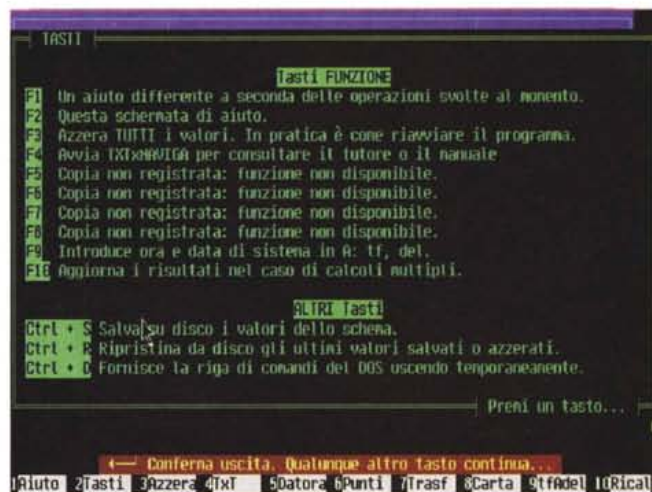 TASTI
Tasti FUNZIONE
F1 Un aiuto differente a seconda delle operazioni svolte al momento.
F2 Questa schermata di aiuto.
F3 Azzera TUTTI i valori. In pratica è come riavviare il programma.
F4 Avvia TXTxNAVIGA per consultare il tutore o il manuale
F5 Copia non registrata: funzione non disponibile.
F6 Copia non registrata: funzione non disponibile.
F7 Copia non registrata: funzione non disponibile.
F8 Copia non registrata: funzione non disponibile.
F9 Introduce ora e data di sistema in A: tf, del.
F10 Aggiorna i risultati nel caso di calcoli multipli.
ALTRI Tasti
Ctrl + S Salva su disco i valori dello schema.
Ctrl + R Ripristina da disco gli ultimi valori salvati o azzerati.
Ctrl + D Fornisce la riga di comandi del DOS uscendo temporaneamente.
Premi un tasto...
←── Conferma uscita. Qualunque altro tasto continua...
1Aiuto 2Tasti 3Azzera 4TxT 5Datora 6Punti 7Trasf 8Carta 9tfAdel 10Rical